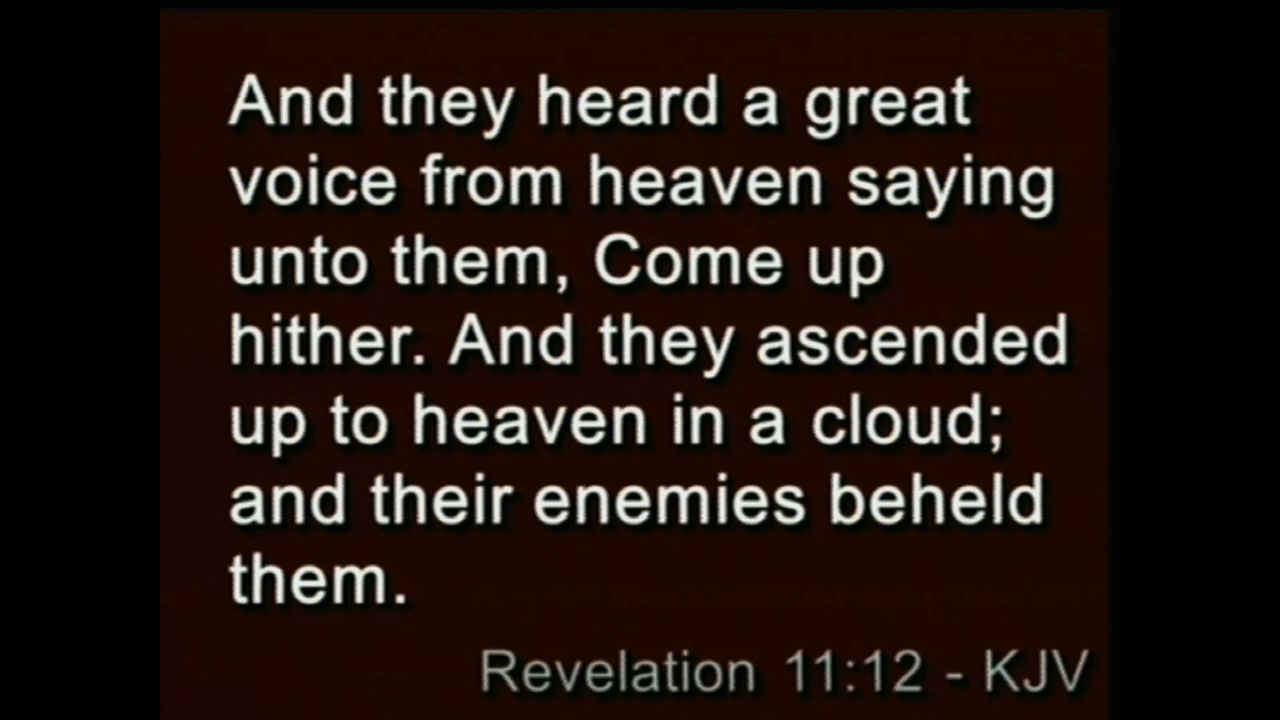 And they heard a great
voice from heaven saying
unto them, Come up
hither. And they ascended
up to heaven in a cloud;
and their enemies beheld
them.
Revelation 11:12 - KJV